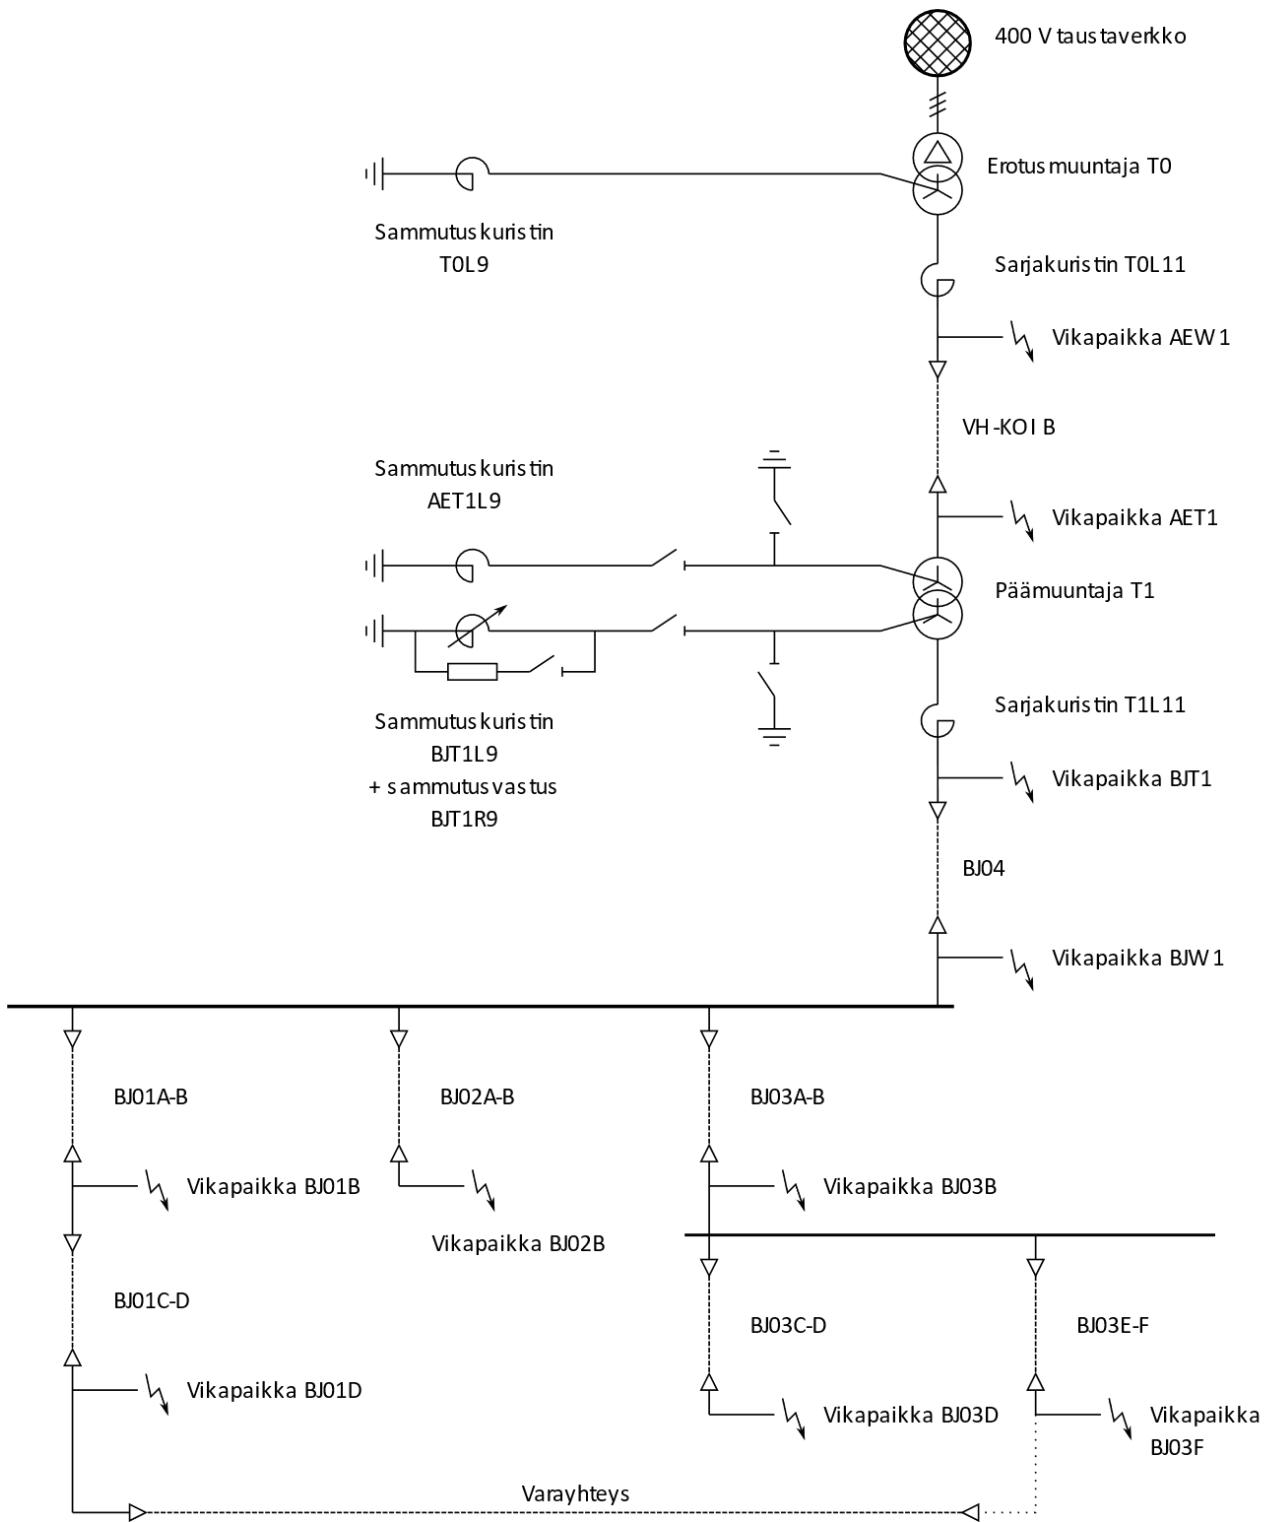 400 V taustaverkko
Erotusmuuntaja T0
Sammutuskuristin
T0L9
Sarjakuristin T0L11
Vikapaikka AEW1
VH-KOI B
Sammutuskuristin
AET1L9
Vikapaikka AET1
Päämuuntaja T1
Sarjakuristin T1L11
Sammutuskuristin
BJT1L9
+ sammutusvastus
BJT1R9
Vikapaikka BJT1
BJ04
Vikapaikka BJW1
BJ01A-B
BJ02A-B
BJ03A-B
Vikapaikka BJ01B
Vikapaikka BJ02B
Vikapaikka BJ03B
BJ01C-D
BJ03C-D
BJ03E-F
Vikapaikka BJ01D
Vikapaikka BJ03D
Vikapaikka
BJ03F
Varayhteys